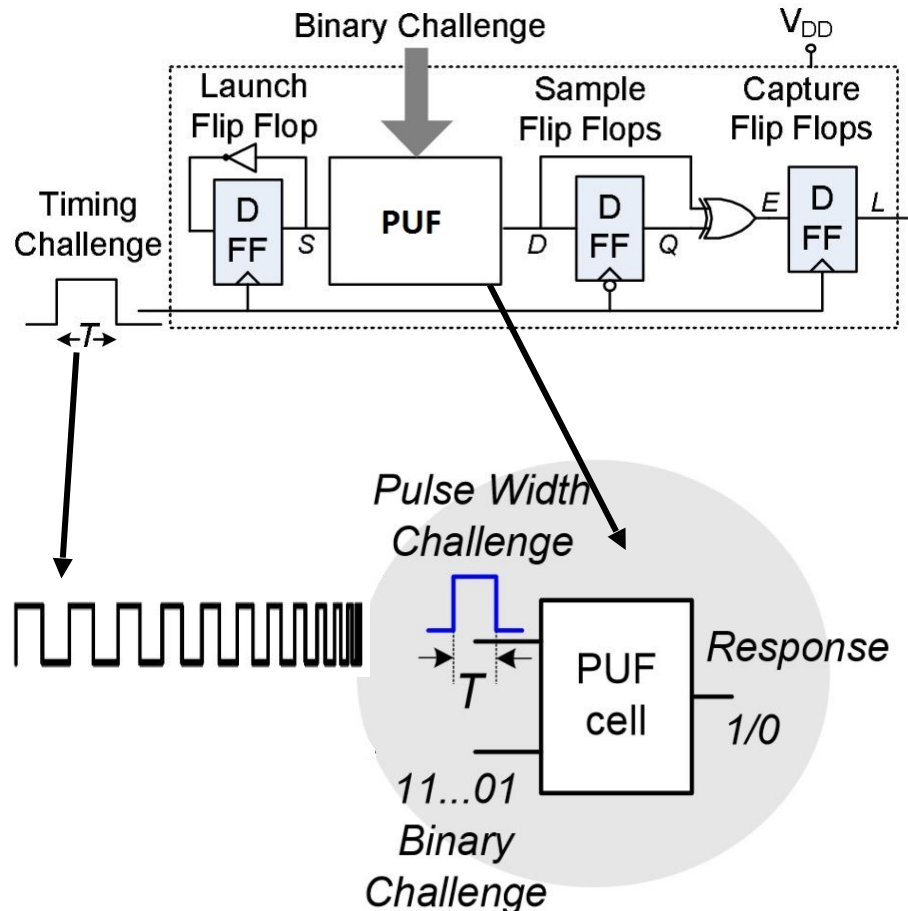 Binary Challenge
V_DD
Launch
Flip Flop
Sample
Flip Flops
Capture
Flip Flops
Timing
Challenge
D
FF
S
PUF
D
D
FF
Q
E
D
FF
L
T
Pulse Width
Challenge
T
PUF
cell
Response
1/0
11...01
Binary
Challenge